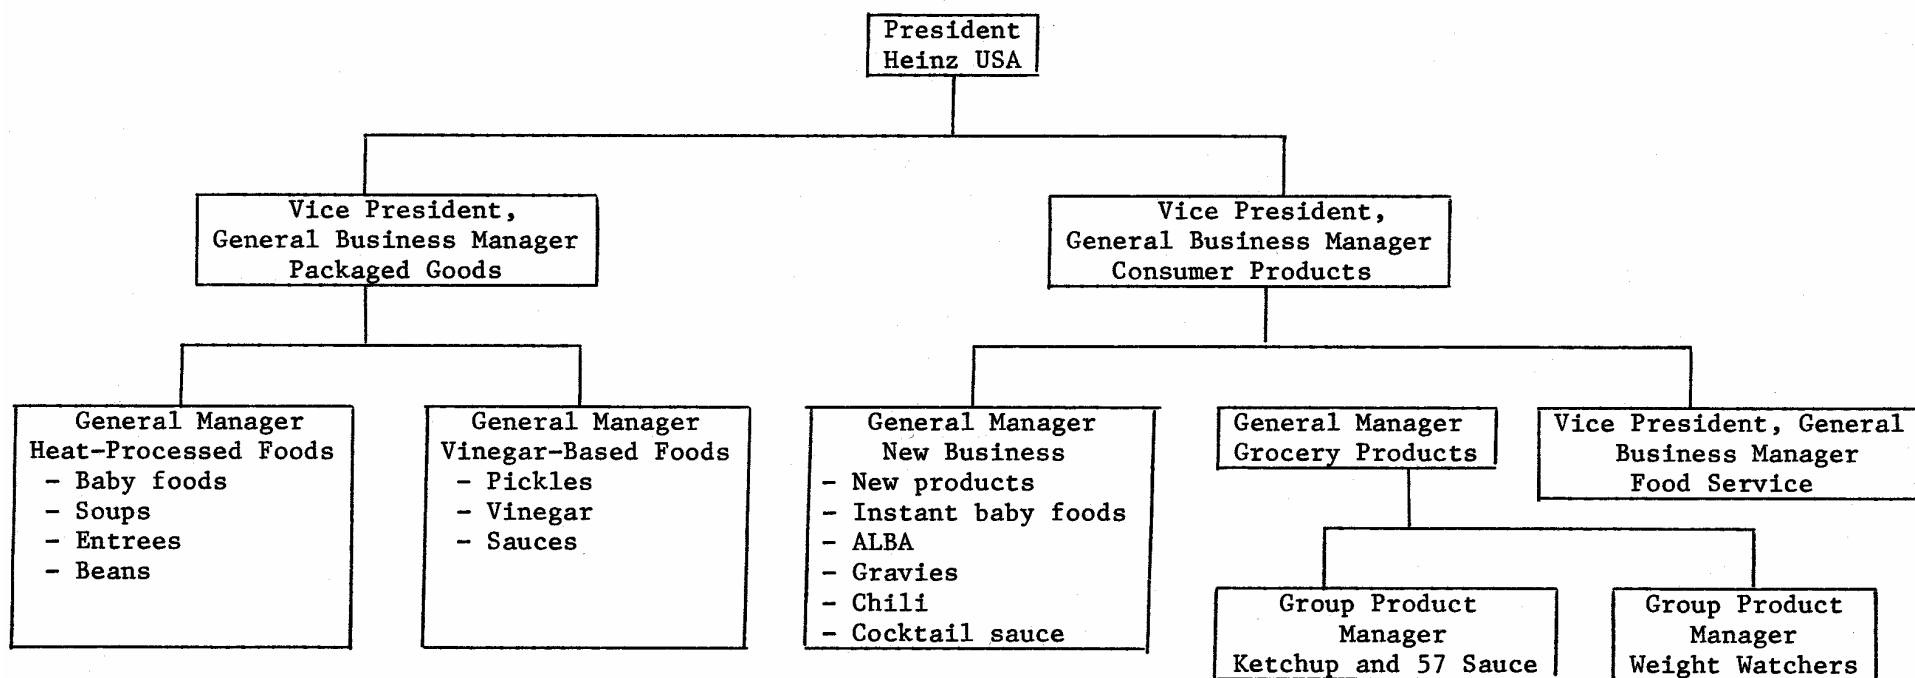 President
Heinz USA
Vice President,
General Business Manager
Packaged Goods
Vice President,
General Business Manager
Consumer Products
General Manager
Heat-Processed Foods
- Baby foods
- Soups
- Entrees
- Beans
General Manager
Vinegar-Based Foods
- Pickles
- Vinegar
- Sauces
General Manager
New Business
- New products
- Instant baby foods
- ALBA
- Gravies
- Chili
- Cocktail sauce
General Manager
Grocery Products
Vice President, General
Business Manager
Food Service
Group Product
Manager
Ketchup and 57 Sauce
Group Product
Manager
Weight Watchers